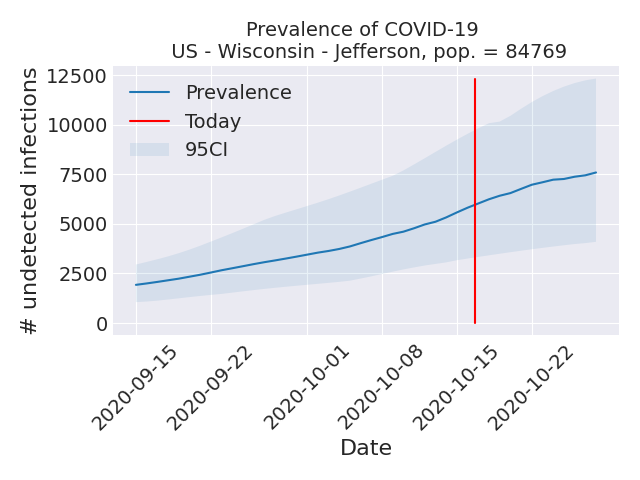 Prevalence of COVID-19
US - Wisconsin - Jefferson, pop. = 84769
# undetected infections
12500
10000
7500
5000
2500
0
Prevalence
Today
95CI
2020-09-15
2020-09-22
2020-10-01
2020-10-08
2020-10-15
2020-10-22
Date